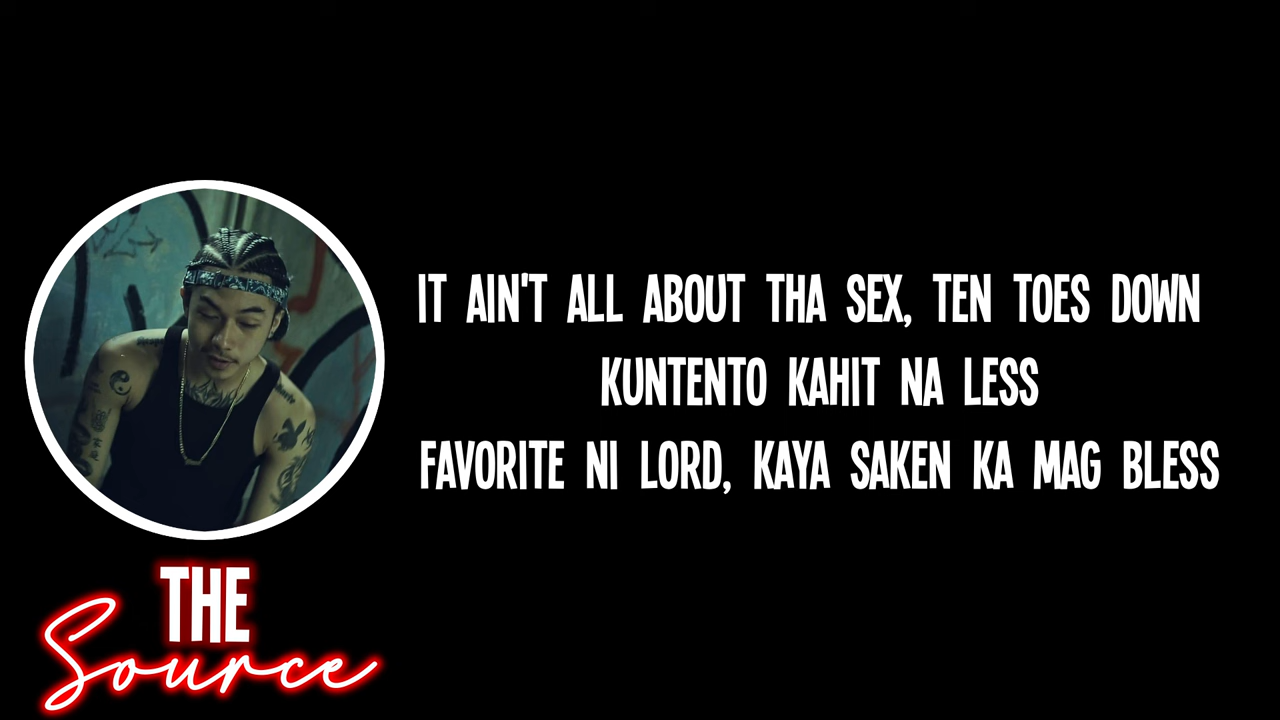 IT AIN'T ALL ABOUT THA SEX, TEN TOES DOWN
KUNTENTO KAHIT NA LESS
FAVORITE NI LORD, KAYA SAKEN KA MAG BLESS
THE
Source